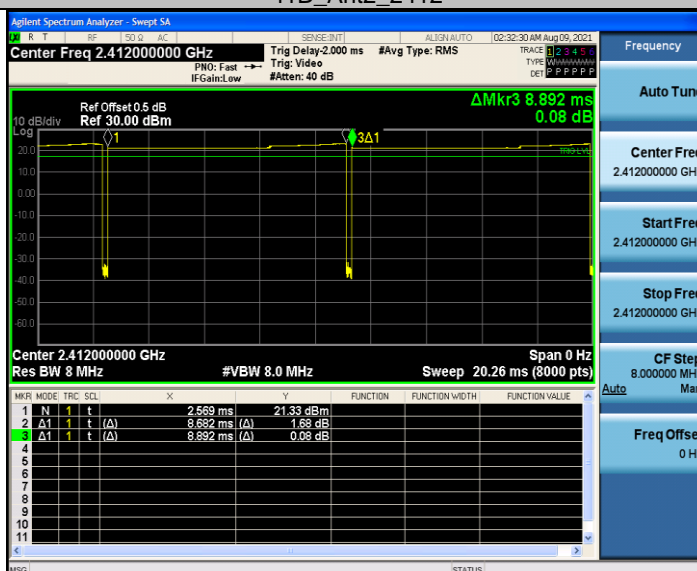 Agilent Spectrum Analyzer - Swept SA
LXI R T RF 50 Ω AC SENSE:INT ALIGN AUTO 02:32:30 AM Aug 09, 2021
Center Freq 2.412000000 GHz Trig Delay-2.000 ms #Avg Type: RMS TRACE 1 2 3 4 5 6
PNO: Fast Trig: Video TYPE W
IFGain:Low #Atten: 40 dB DET P P P P P P
Frequency
Auto Tun
Ref Offset 0.5 dB ΔMkr3 8.892 ms
10 dB/div Ref 30.00 dBm 0.08 dB
Log
1 3Δ1
TRIG LVL
20.0
10.0
0.00
-10.0
-20.0
-30.0
-40.0
-50.0
-60.0
Center 2.412000000 GHz Span 0 Hz
Res BW 8 MHz #VBW 8.0 MHz Sweep 20.26 ms (8000 pts)
Center Fre
2.412000000 GH
Start Fre
2.412000000 GH
Stop Fre
2.412000000 GH
CF Step
8.000000 MH
Auto Ma
Freq Offse
0 H
MKR MODE TRC SCL X Y FUNCTION FUNCTION WIDTH FUNCTION VALUE
1 N 1 t 2.569 ms 21.33 dBm
2 Δ1 1 t (Δ) 8.682 ms (Δ) 1.68 dB
3 Δ1 1 t (Δ) 8.892 ms (Δ) 0.08 dB
4
5
6
7
8
9
10
11
MSG STATUS